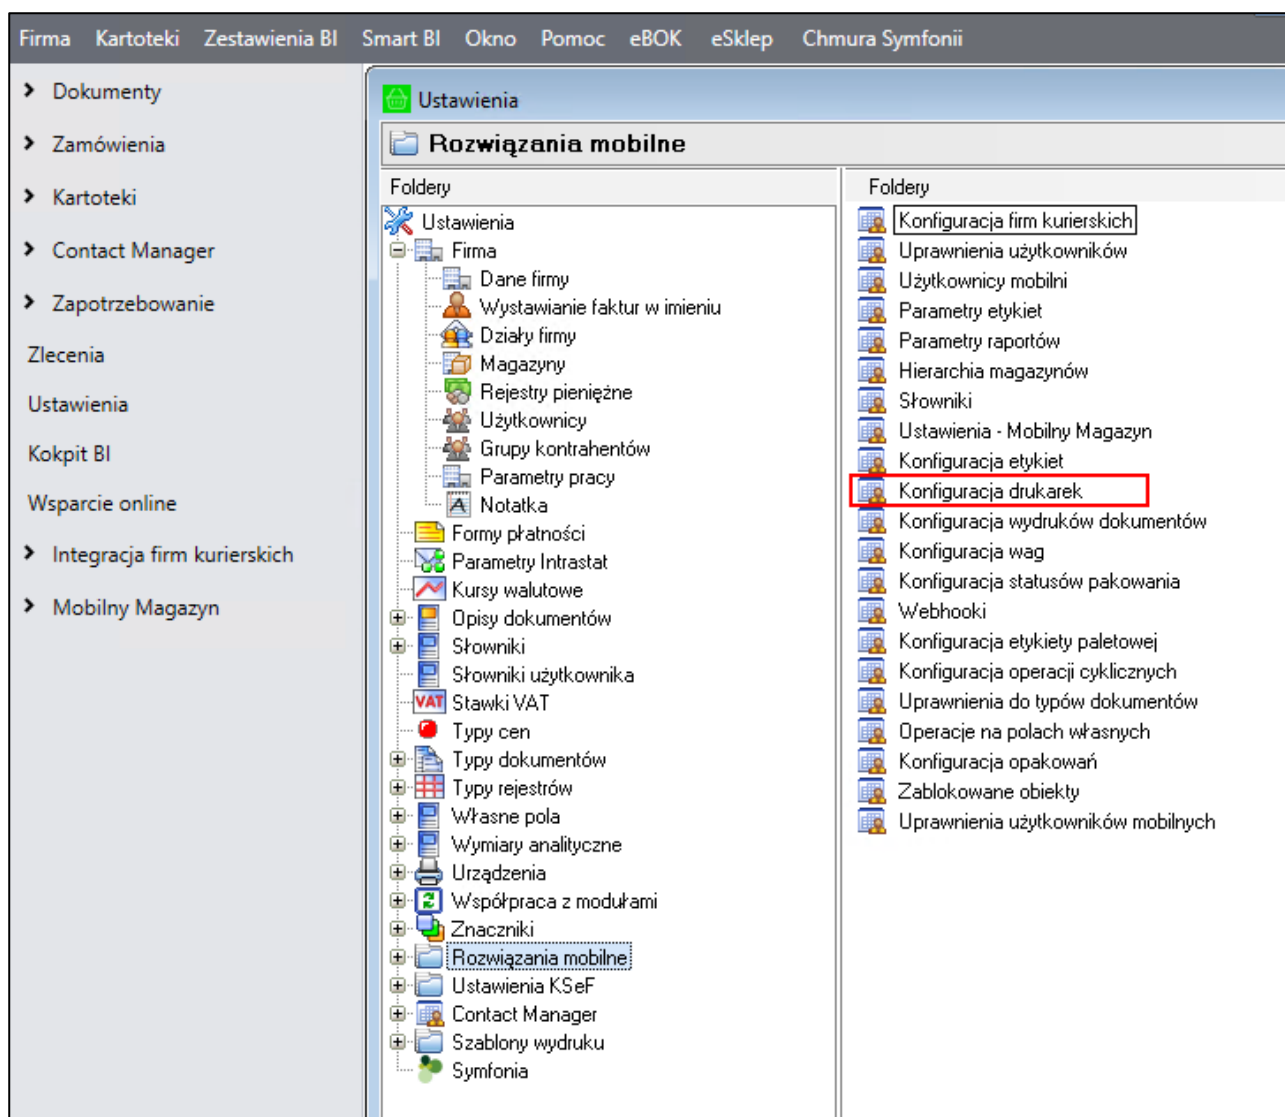 Firma Kartoteki Zestawienia BI Smart BI Okno Pomoc eBOK eSklep Chmura Symfonii
Dokumenty
Zamówienia
Kartoteki
Contact Manager
Zapotrzebowanie
Zlecenia
Ustawienia
Kokpit BI
Wsparcie online
Integracja firm kurierskich
Mobilny Magazyn
Ustawienia
Rozwiązania mobilne
Foldery
Ustawienia
Firma
Dane firmy
Wystawianie faktur w imieniu
Działy firmy
Magazyny
Rejestry pieniężne
Użytkownicy
Grupy kontrahentów
Parametry pracy
Notatka
Formy płatności
Parametry Intrastat
Kursy walutowe
Opisy dokumentów
Słowniki
Słowniki użytkownika
VAT Stawki VAT
Typy cen
Typy dokumentów
Typy rejestrów
Własne pola
Wymiary analityczne
Urządzenia
Współpraca z modułami
Znaczniki
Rozwiązania mobilne
Ustawienia KSeF
Contact Manager
Szablony wydruku
Symfonia
Foldery
Konfiguracja firm kurierskich
Uprawnienia użytkowników
Użytkownicy mobilni
Parametry etykiet
Parametry raportów
Hierarchia magazynów
Słowniki
Ustawienia - Mobilny Magazyn
Konfiguracja etykiet
Konfiguracja drukarek
Konfiguracja wydruków dokumentów
Konfiguracja wag
Konfiguracja statusów pakowania
Webhooki
Konfiguracja etykiety paletowej
Konfiguracja operacji cyklicznych
Uprawnienia do typów dokumentów
Operacje na polach własnych
Konfiguracja opakowań
Zablokowane obiekty
Uprawnienia użytkowników mobilnych